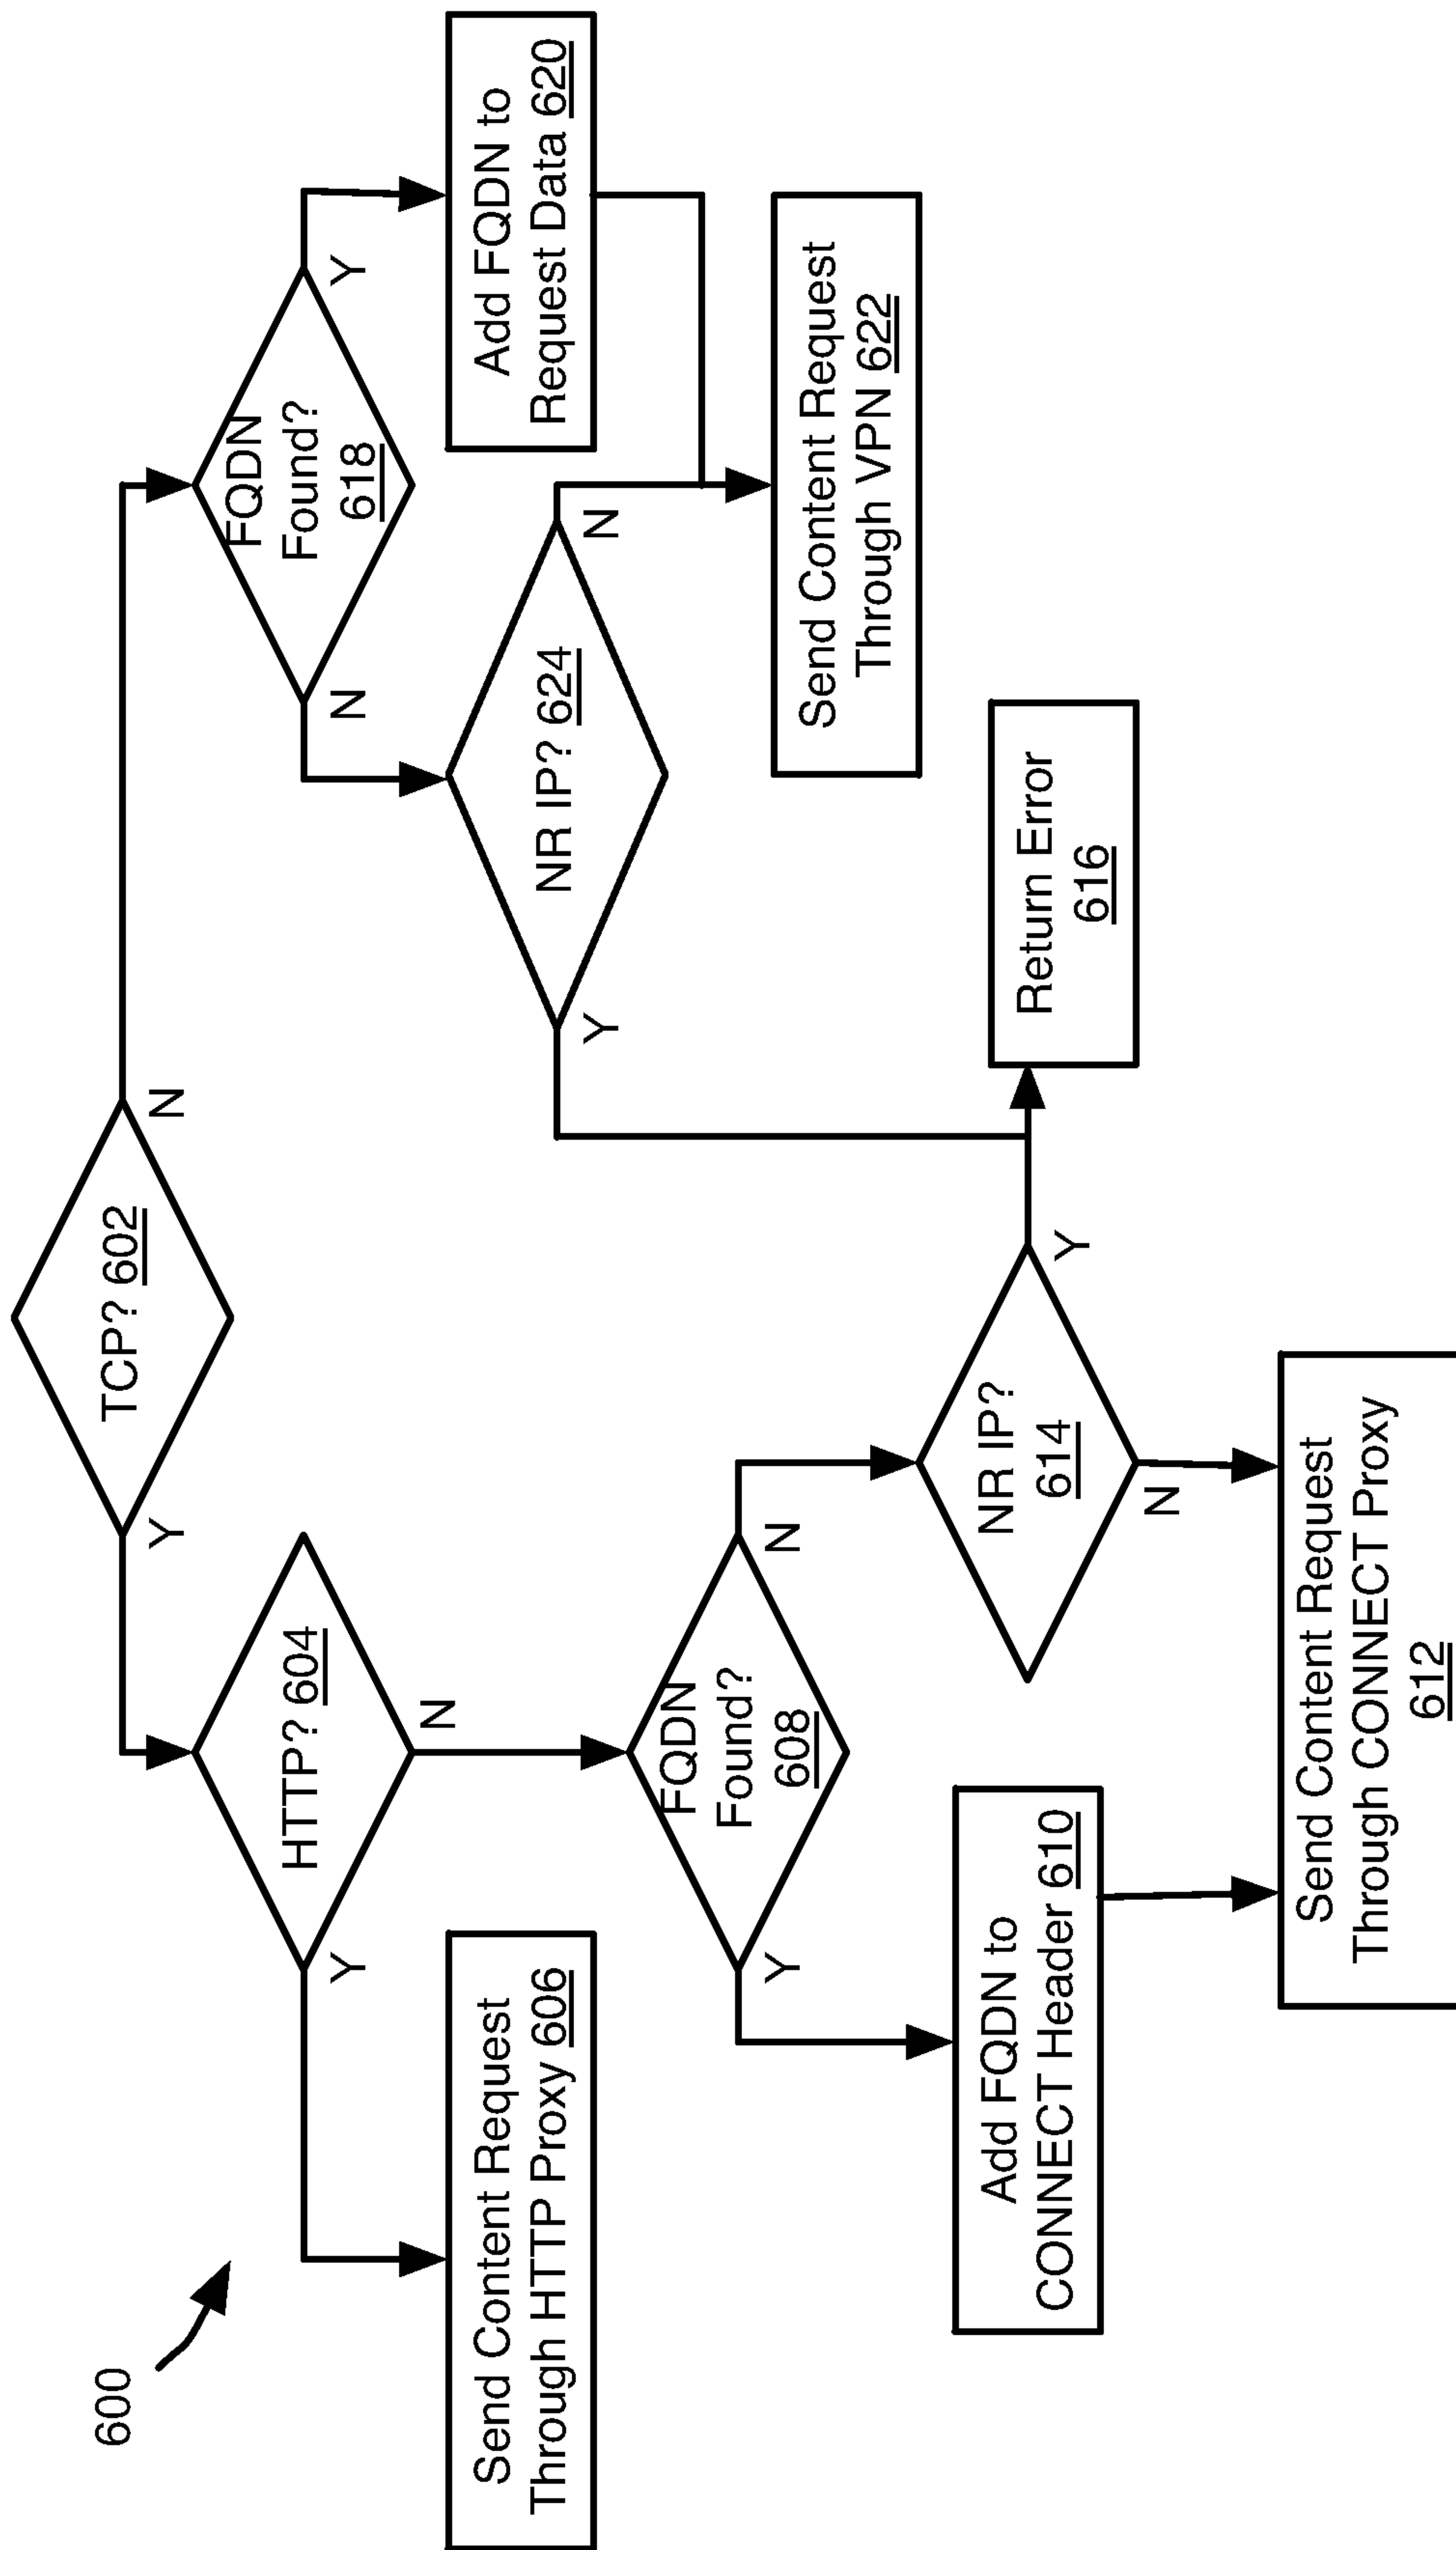 600
TCP? 602
Y
N
HTTP? 604
Y
N
FQDN
Found?
618
N
Y
Send Content Request
Through HTTP Proxy 606
NR IP? 624
Y
N
Add FQDN to
Request Data 620
FQDN
Found?
608
Y
N
Send Content Request
Through VPN 622
Add FQDN to
CONNECT Header 610
NR IP?
614
Y
N
Return Error
616
Send Content Request
Through CONNECT Proxy
612